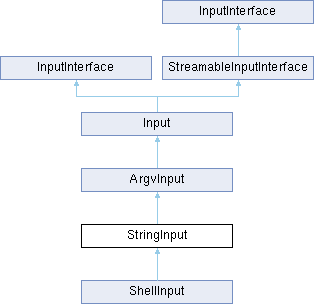 InputInterface
InputInterface
StreamableInputInterface
Input
ArgvInput
StringInput
ShellInput